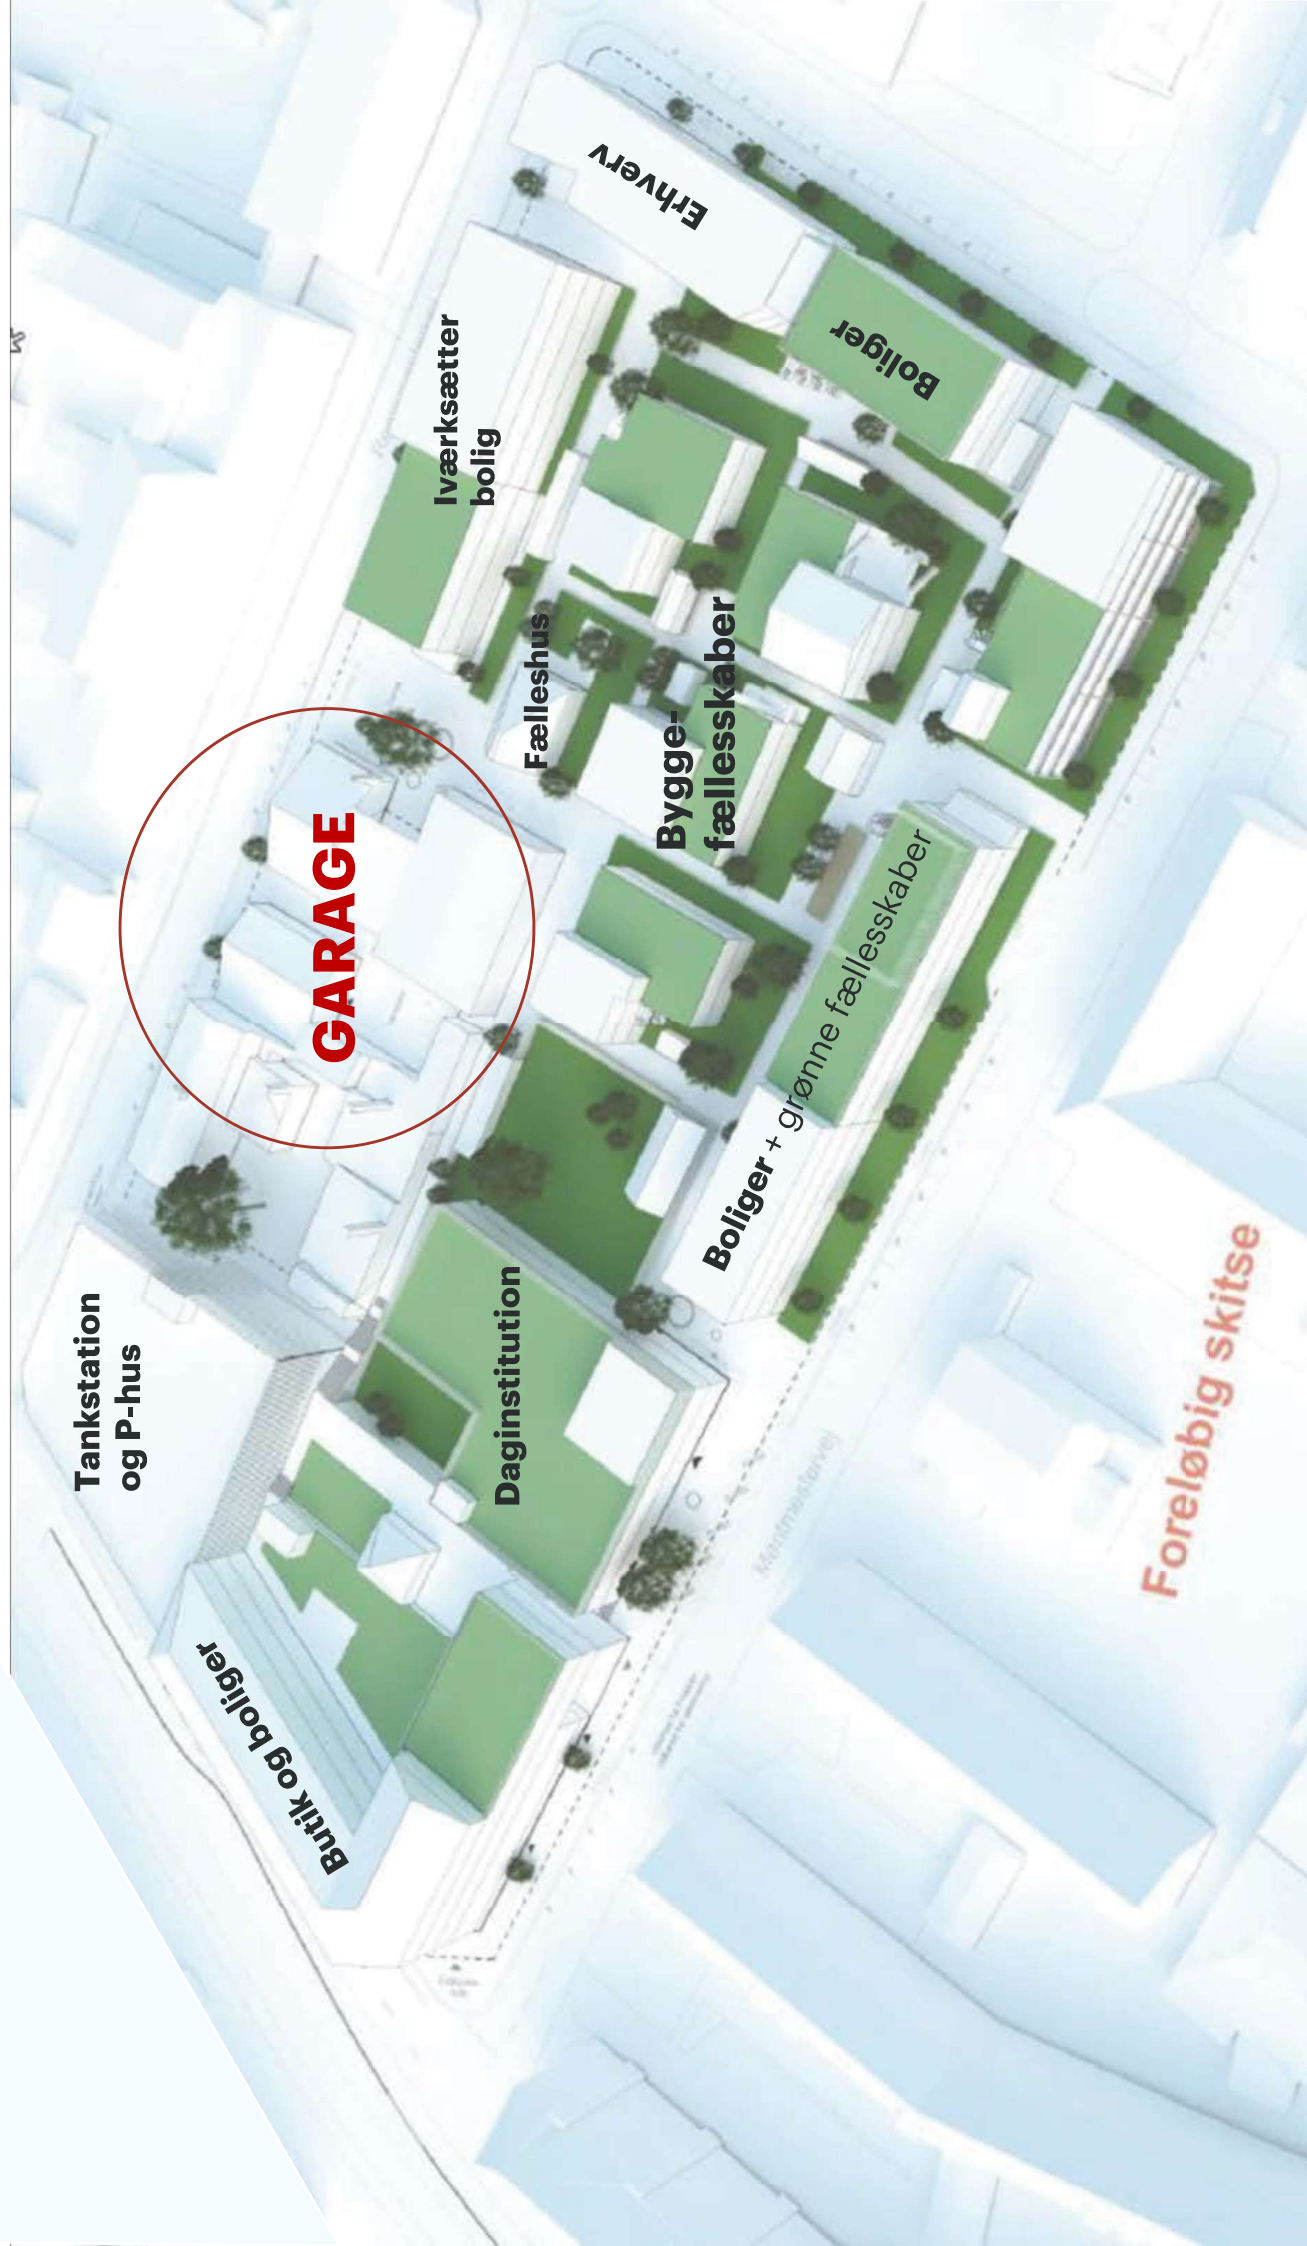 Tankstation
og P-hus
Butik og boliger
Daginstitution
GARAGE
Fælleshus
Iværksætter
bolig
Erhverv
Boliger
Bygge-
fællesskaber
Boliger + grønne fællesskaber
Foreløbig skitse